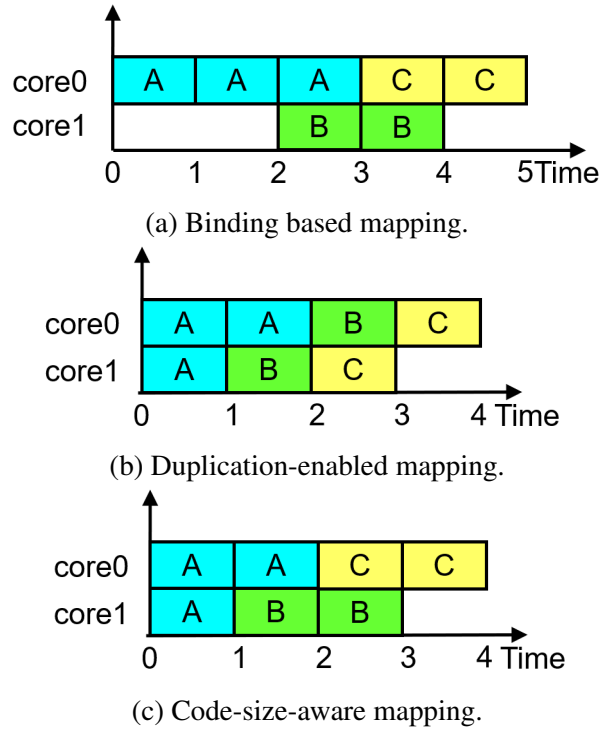 core0 A A A C C
core1 B B
0 1 2 3 4 5Time
(a) Binding based mapping.
core0 A A B C
core1 A B C
0 1 2 3 4 Time
(b) Duplication-enabled mapping.
core0 A A C C
core1 A B B
0 1 2 3 4 Time
(c) Code-size-aware mapping.